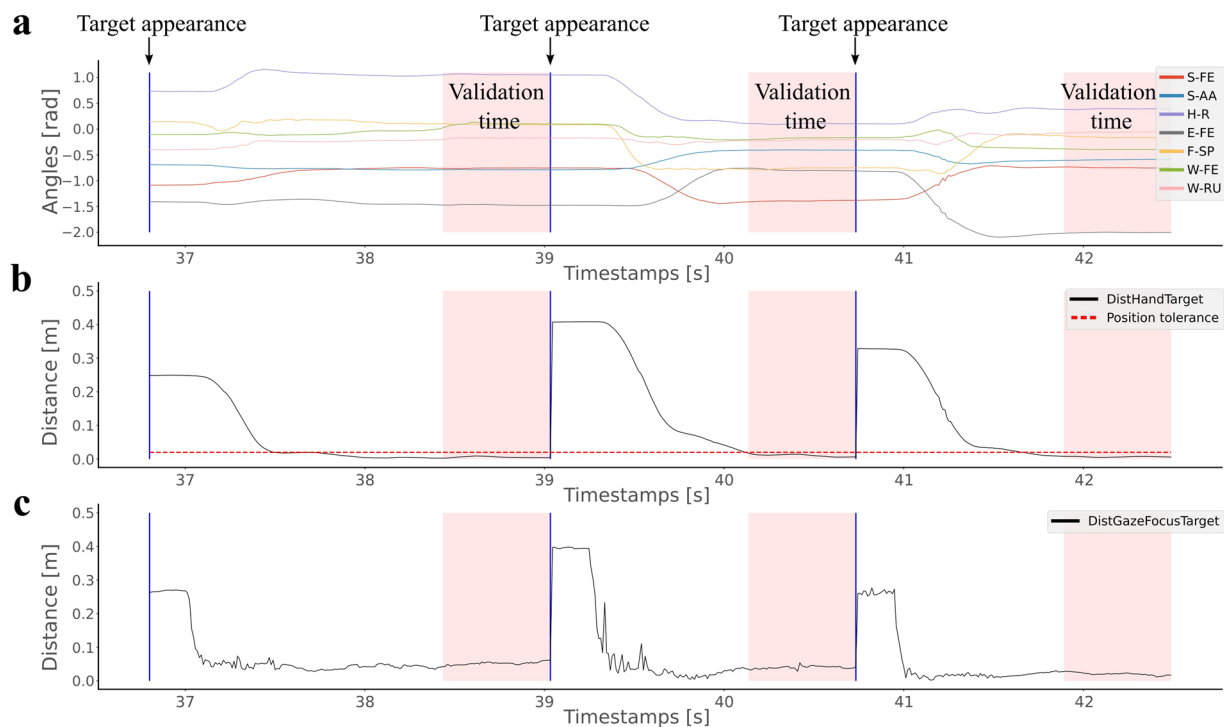 a
Target appearance
Target appearance
Target appearance
Angles [rad]
1.0
0.5
0.0
−0.5
−1.0
−1.5
−2.0
Validation
time
Validation
time
Validation
time
S-FE
S-AA
H-R
E-FE
F-SP
W-FE
W-RU
37 38 39 40 41 42
Timestamps [s]
b
Distance [m]
0.5
0.4
0.3
0.2
0.1
0.0
DistHandTarget
Position tolerance
37 38 39 40 41 42
Timestamps [s]
c
Distance [m]
0.5
0.4
0.3
0.2
0.1
0.0
DistGazeFocusTarget
37 38 39 40 41 42
Timestamps [s]